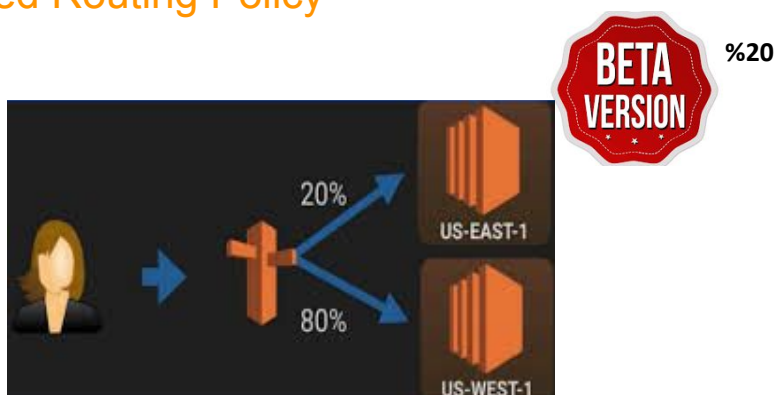 ed Routing Policy
BETA
VERSION
%20
20%
US-EAST-1
80%
US-WEST-1